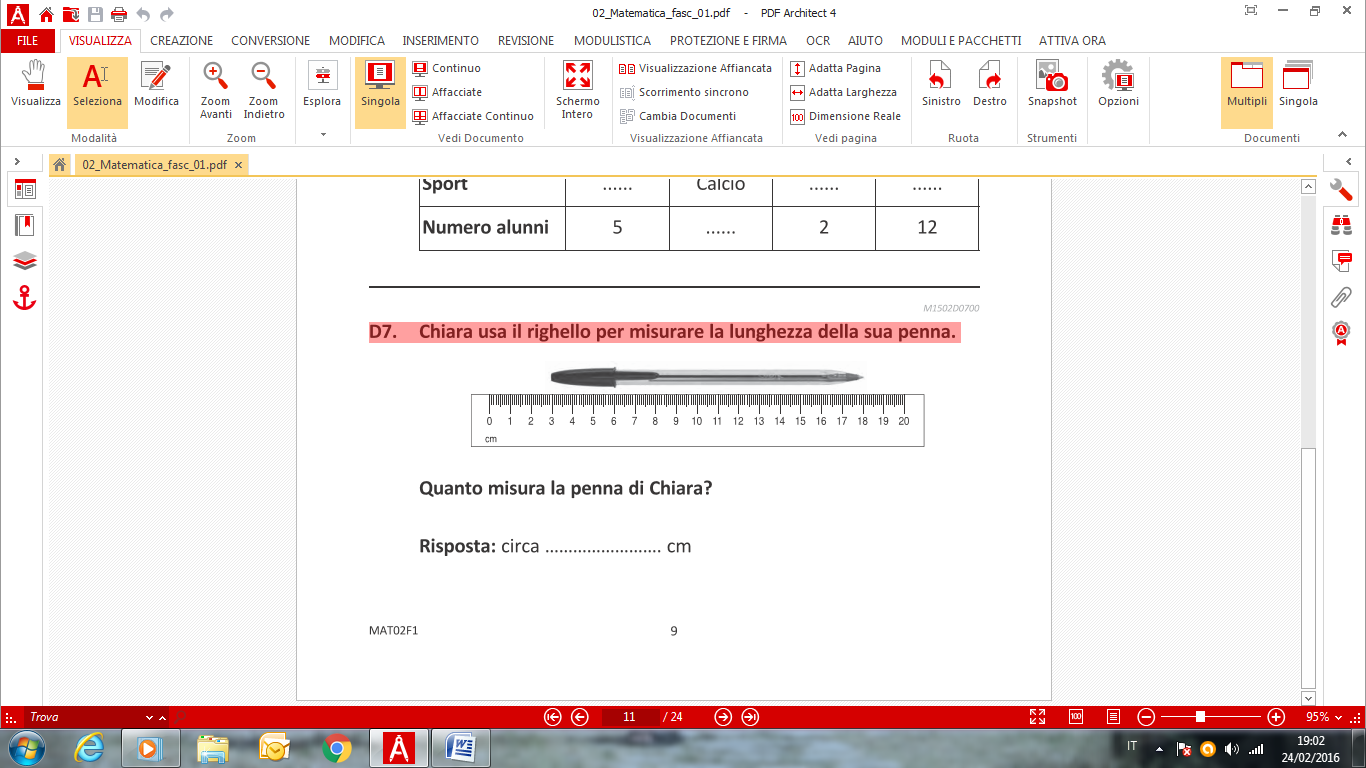 02_Matematica_fasc_01.pdf - PDF Architect 4
FILE VISUALIZZA CREAZIONE CONVERSIONE MODIFICA INSERIMENTO REVISIONE MODULISTICA PROTEZIONE E FIRMA OCR AIUTO MODULI E PACCHETTI ATTIVA ORA
Visualizza Seleziona Modifica
Modalità
Zoom Avanti Zoom Indietro
Zoom
Esplora
Singola
Continuo
Affacciate
Affacciate Continuo
Vedi Documento
Schermo Intero
Visualizzazione Affiancata
Scorrimento sincrono
Cambia Documenti
Visualizzazione Affiancata
Adatta Pagina
Adatta Larghezza
100 Dimensione Reale
Vedi pagina
Sinistro Destro
Ruota
Snapshot
Strumenti
Opzioni
Multipli Singola
Documenti
02_Matematica_fasc_01.pdf ×
Sport ...... Calcio ...... ......
Numero alunni 5 ...... 2 12
M1502D0700
D7. Chiara usa il righello per misurare la lunghezza della sua penna.
0 1 2 3 4 5 6 7 8 9 10 11 12 13 14 15 16 17 18 19 20
cm
Quanto misura la penna di Chiara?
Risposta: circa ......................... cm
MAT02F1 9
Trova 11 / 24 100 95%
IT 19:02
24/02/2016